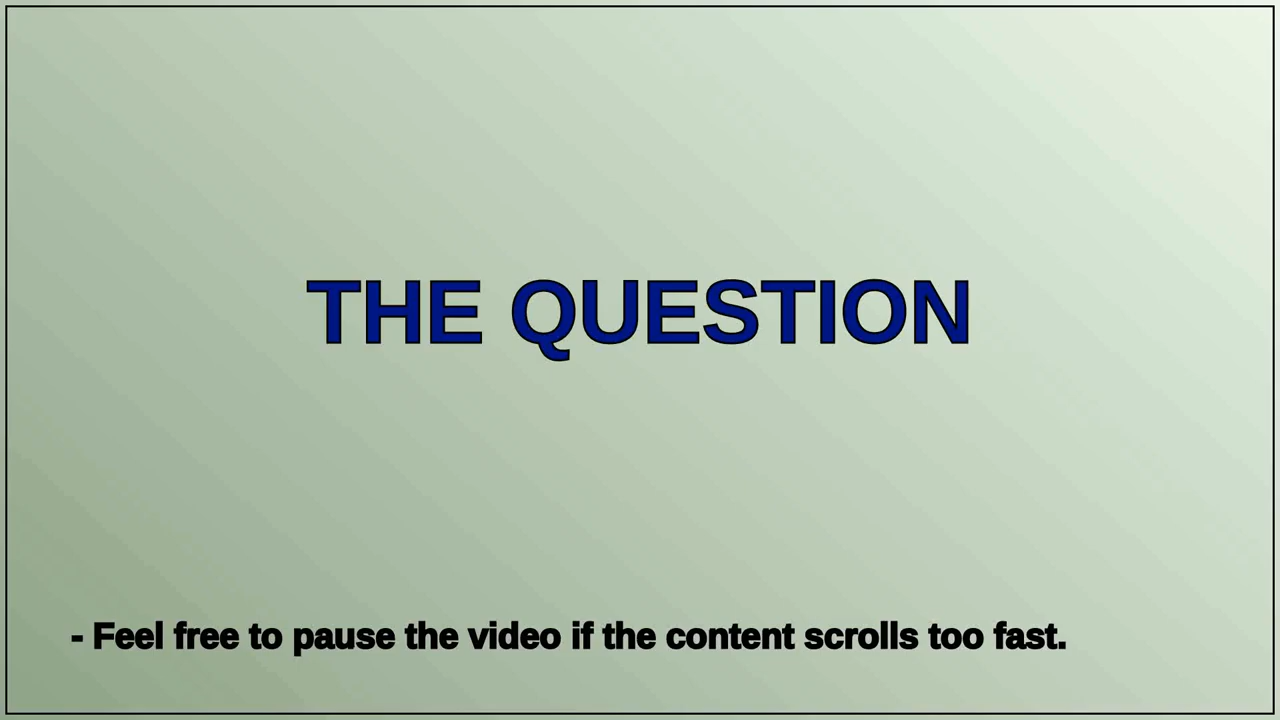 THE QUESTION
- Feel free to pause the video if the content scrolls too fast.